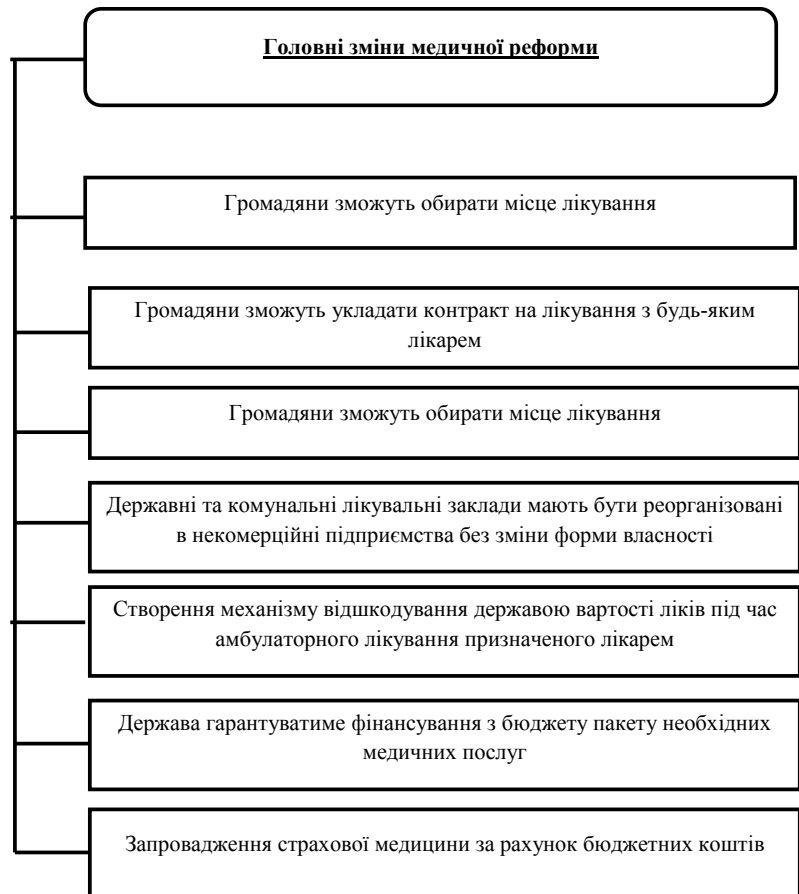 Головні зміни медичної реформи
Громадяни зможуть обирати місце лікування
Громадяни зможуть укладати контракт на лікування з будь-яким
лікарем
Громадяни зможуть обирати місце лікування
Державні та комунальні лікувальні заклади мають бути реорганізовані
в некомерційні підприємства без зміни форми власності
Створення механізму відшкодування державою вартості ліків під час
амбулаторного лікування призначеного лікарем
Держава гарантуватиме фінансування з бюджету пакету необхідних
медичних послуг
Запровадження страхової медицини за рахунок бюджетних коштів